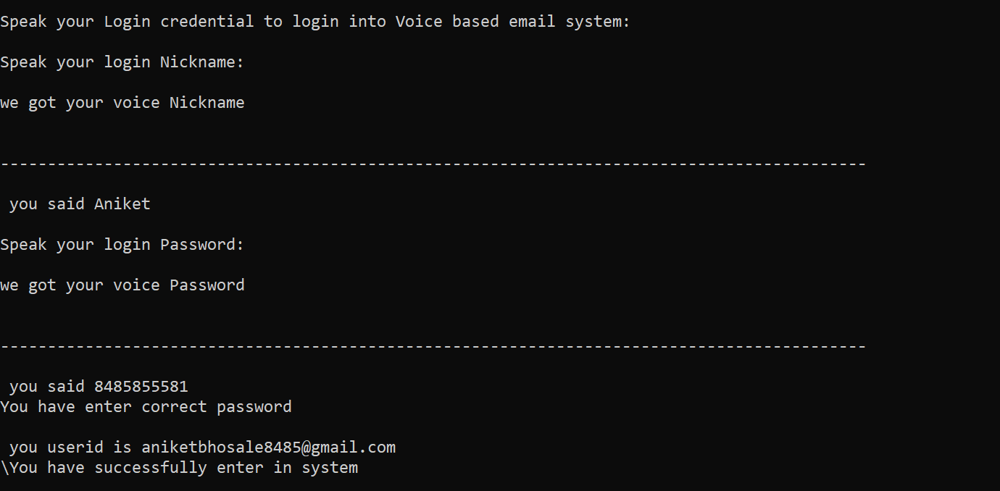 Speak your Login credential to login into Voice based email system:
Speak your login Nickname:
we got your voice Nickname
--------------------------------------------------------------------------------------------
you said Aniket
Speak your login Password:
we got your voice Password
--------------------------------------------------------------------------------------------
you said 8485855581
You have enter correct password
you userid is aniketbhosale8485@gmail.com
\You have successfully enter in system